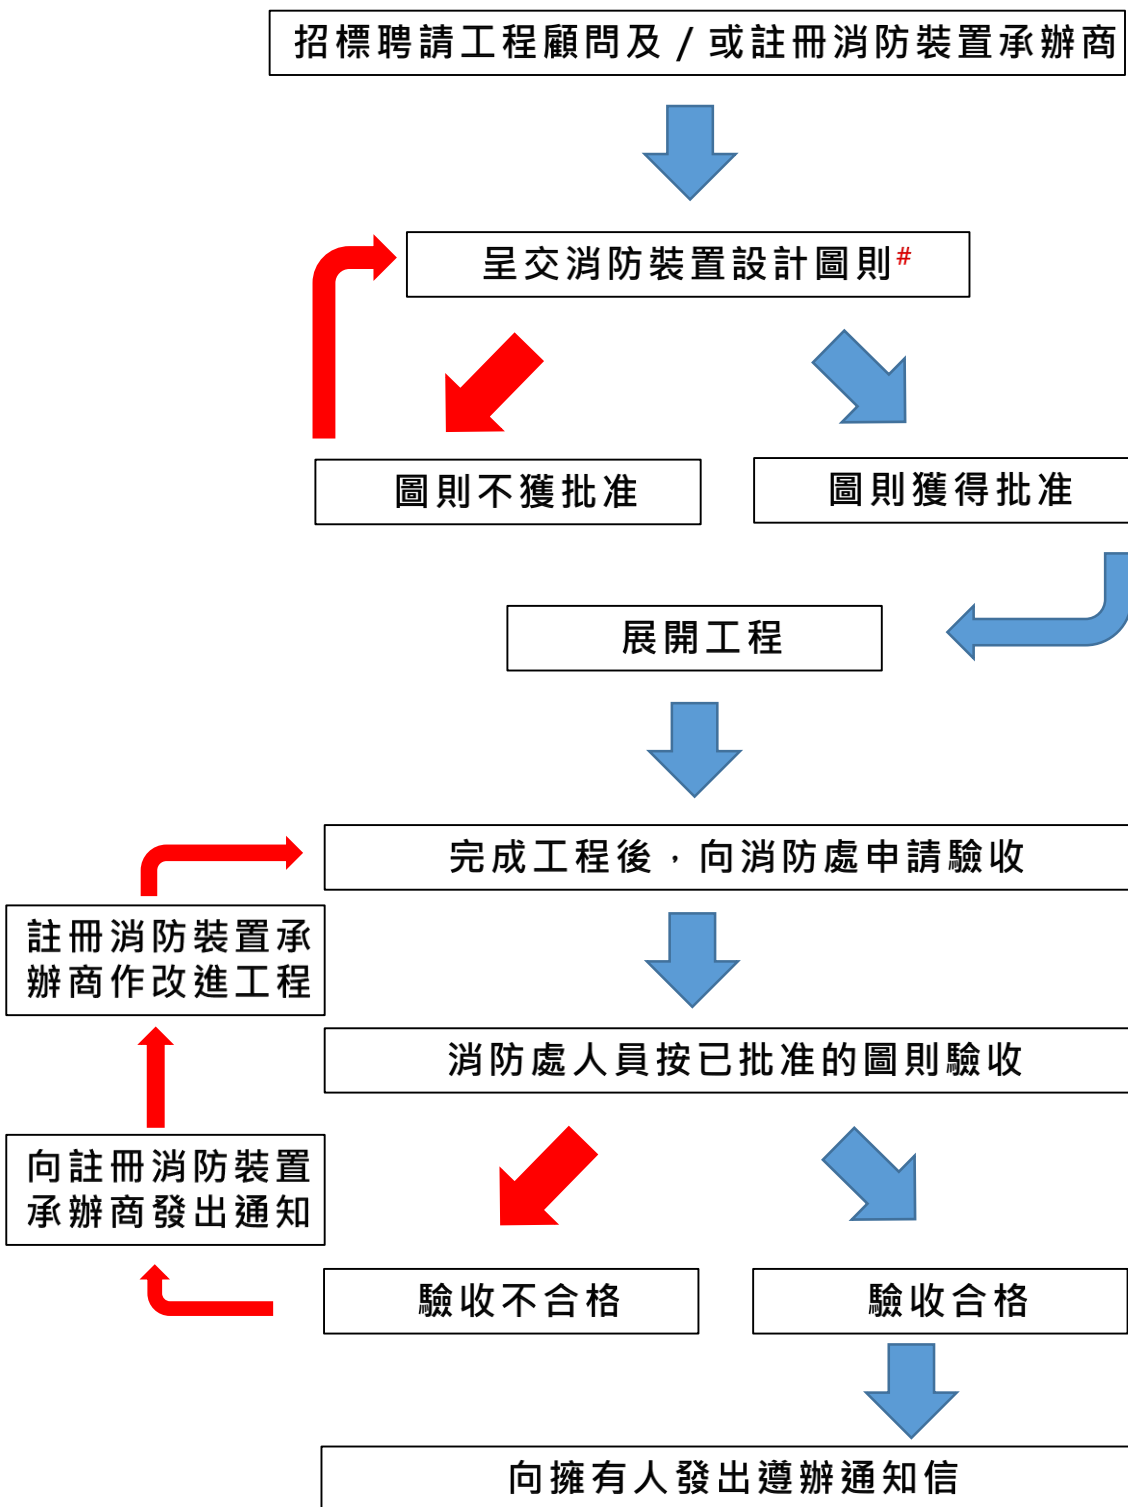 招標聘請工程顧問及 / 或註冊消防裝置承辦商
呈交消防裝置設計圖則#
圖則不獲批准
圖則獲得批准
展開工程
完成工程後，向消防處申請驗收
註冊消防裝置承
辦商作改進工程
消防處人員按已批准的圖則驗收
向註冊消防裝置
承辦商發出通知
驗收不合格
驗收合格
向擁有人發出遵辦通知信